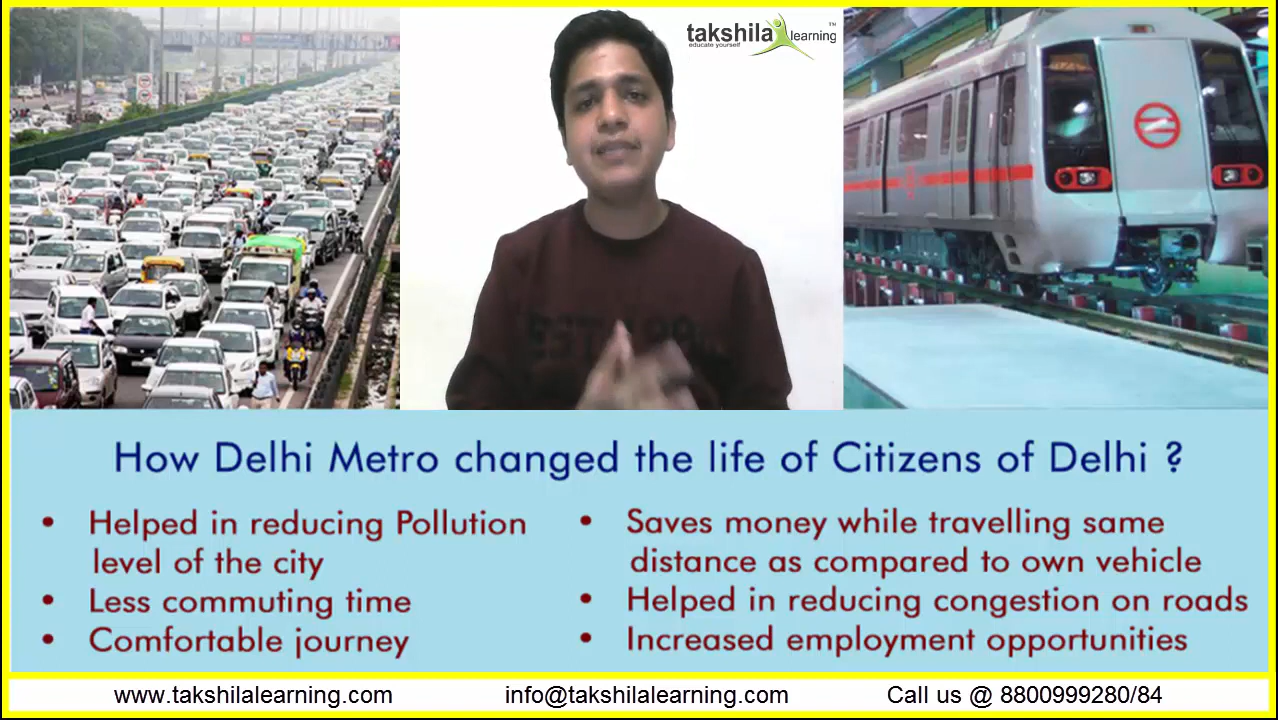 takshila learning™
educate yourself
How Delhi Metro changed the life of Citizens of Delhi ?
• Helped in reducing Pollution
level of the city
• Less commuting time
• Comfortable journey
• Saves money while travelling same
distance as compared to own vehicle
• Helped in reducing congestion on roads
• Increased employment opportunities
www.takshilalearning.com
info@takshilalearning.com
Call us @ 8800999280/84